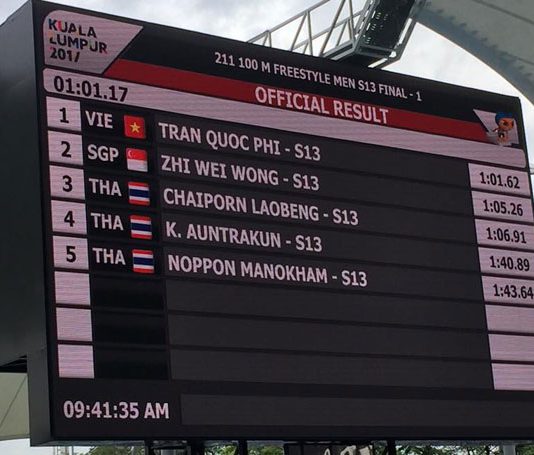 KUALA
LUMPUR
2017
211 100 M FREESTYLE MEN S13 FINAL - 1
01:01.17
OFFICIAL RESULT
1 VIE TRAN QUOC PHI - S13 1:01.62
2 SGP ZHI WEI WONG - S13 1:05.26
3 THA CHAIPORN LAOBENG - S13 1:06.91
4 THA K. AUNTRAKUN - S13 1:40.89
5 THA NOPPON MANOKHAM - S13 1:43.64
09:41:35 AM